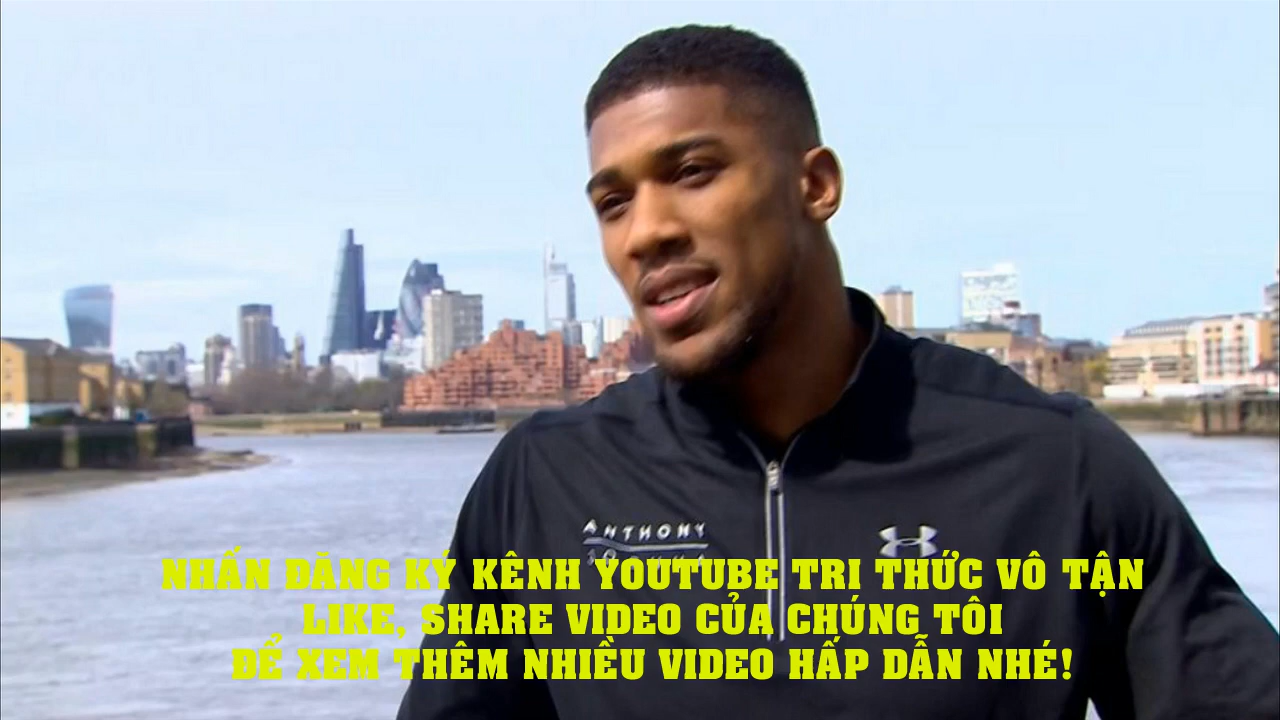 ANTHONY
NHẤN ĐĂNG KÝ KÊNH YOUTUBE TRI THỨC VÔ TẬN
LIKE, SHARE VIDEO CỦA CHÚNG TÔI
ĐỂ XEM THÊM NHIỀU VIDEO HẤP DẪN NHÉ!